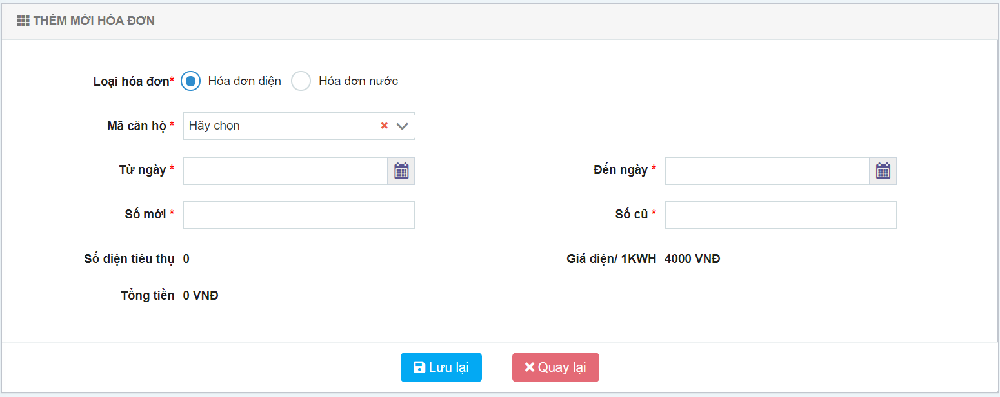 THÊM MỚI HÓA ĐƠN
Loại hóa đơn* Hóa đơn điện Hóa đơn nước
Mã căn hộ * Hãy chọn
Từ ngày * Đến ngày *
Số mới * Số cũ *
Số điện tiêu thụ 0 Giá điện/ 1KWH 4000 VNĐ
Tổng tiền 0 VNĐ
Lưu lại Quay lại